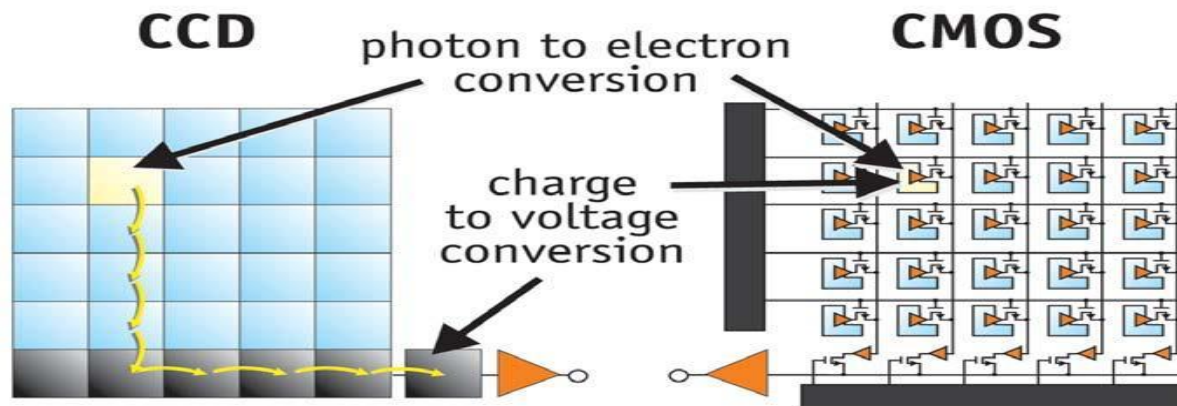 CCD
CMOS
photon to electron
conversion
charge
to voltage
conversion